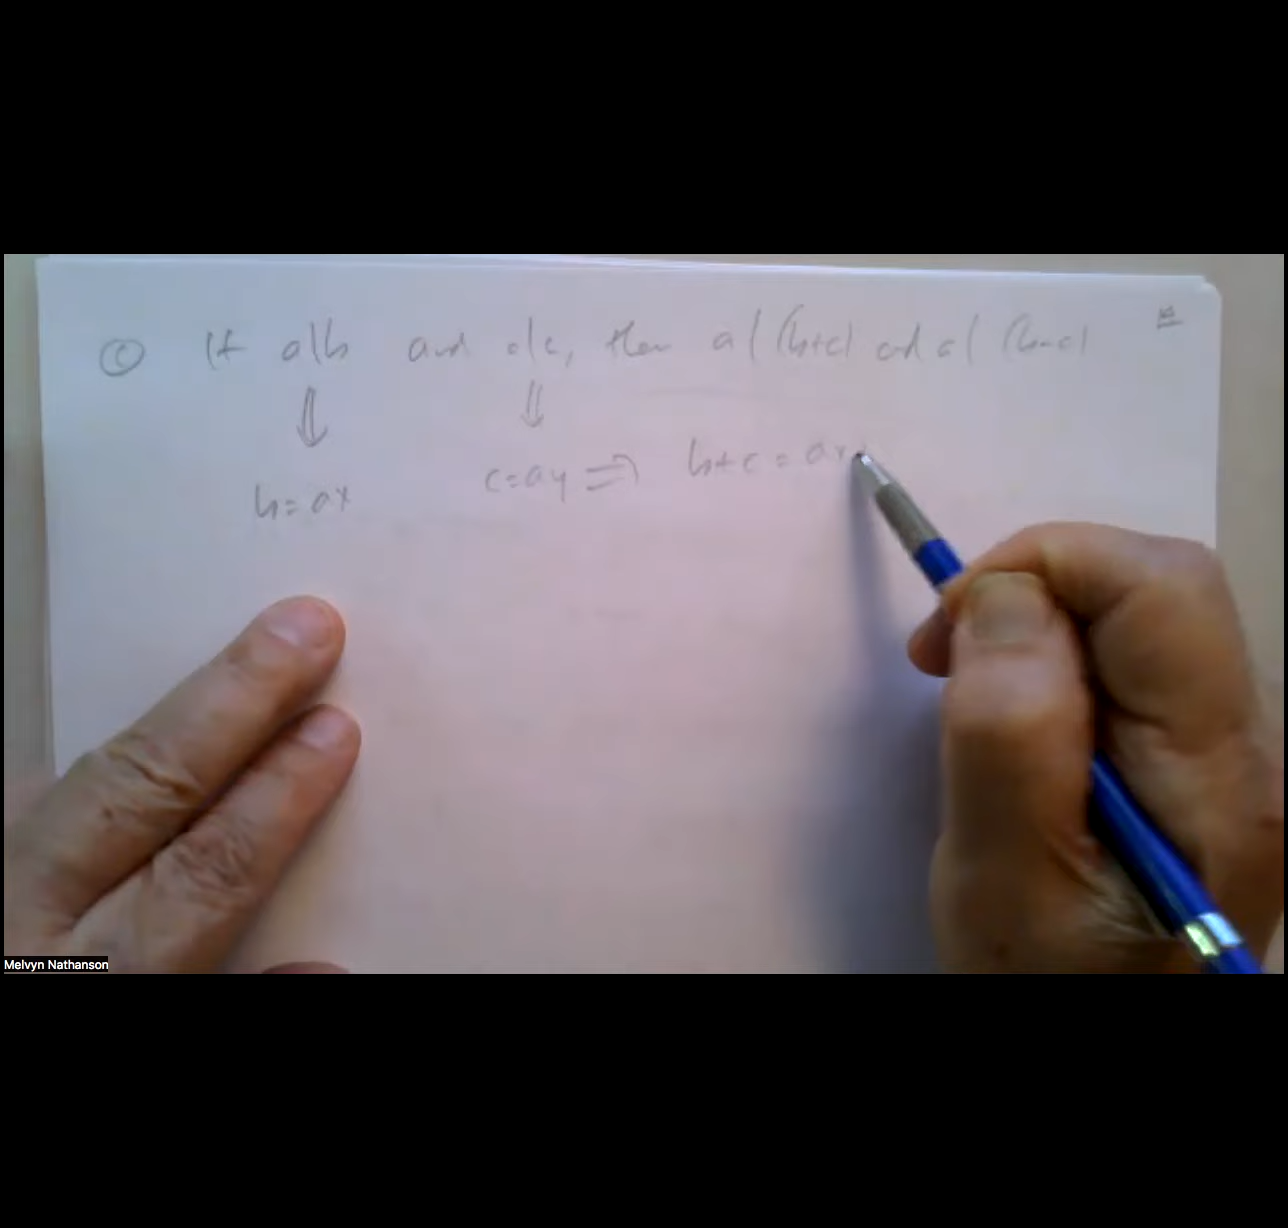 ⓒ If a|b and a|c, then a|(b+c) and a|(b-c)
⇓ ⇓
b=ax c=ay ⇒ b+c = ax
Melvyn Nathanson